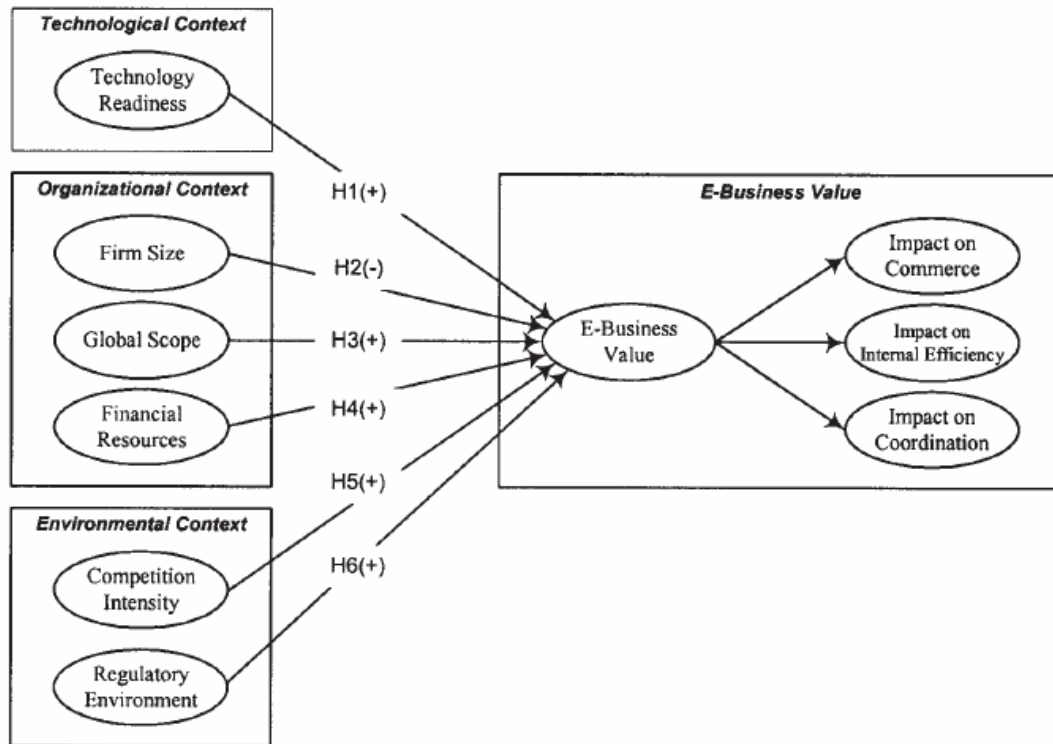 Technological Context
Technology
Readiness
Organizational Context
Firm Size
Global Scope
Financial
Resources
Environmental Context
Competition
Intensity
Regulatory
Environment
H1(+)
H2(-)
H3(+)
H4(+)
H5(+)
H6(+)
E-Business Value
E-Business
Value
Impact on
Commerce
Impact on
Internal Efficiency
Impact on
Coordination